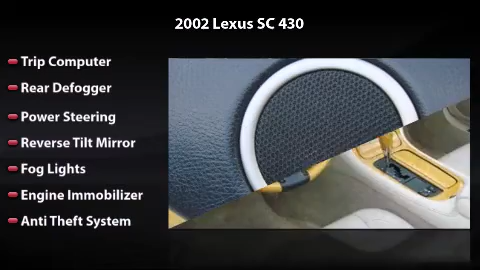 2002 Lexus SC 430
Trip Computer
Rear Defogger
Power Steering
Reverse Tilt Mirror
Fog Lights
Engine Immobilizer
Anti Theft System